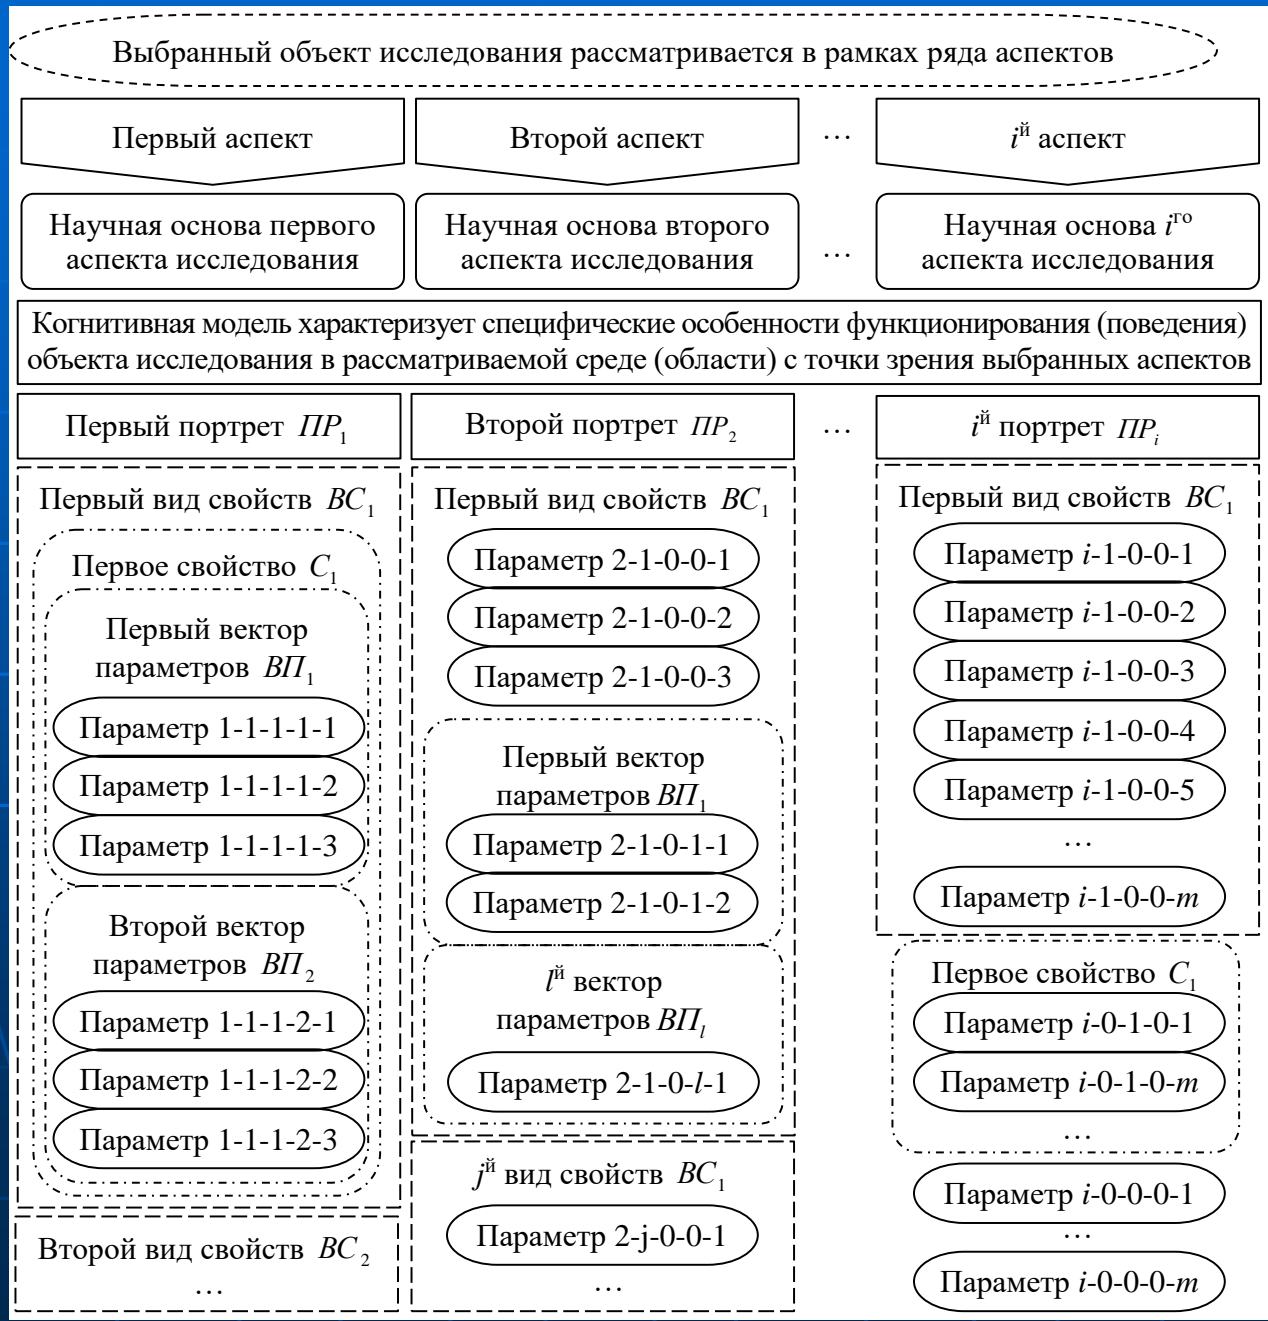 Выбранный объект исследования рассматривается в рамках ряда аспектов
Первый аспект
Второй аспект
…
iй аспект
Научная основа первого
аспекта исследования
Научная основа второго
аспекта исследования
…
Научная основа iго
аспекта исследования
Когнитивная модель характеризует специфические особенности функционирования (поведения)
объекта исследования в рассматриваемой среде (области) с точки зрения выбранных аспектов
Первый портрет ПР1
Второй портрет ПР2
…
iй портрет ПРi
Первый вид свойств ВС1
Первое свойство С1
Первый вектор
параметров ВП1
Параметр 1-1-1-1-1
Параметр 1-1-1-1-2
Параметр 1-1-1-1-3
Второй вектор
параметров ВП2
Параметр 1-1-1-2-1
Параметр 1-1-1-2-2
Параметр 1-1-1-2-3
Второй вид свойств ВС2
…
Первый вид свойств ВС1
Параметр 2-1-0-0-1
Параметр 2-1-0-0-2
Параметр 2-1-0-0-3
Первый вектор
параметров ВП1
Параметр 2-1-0-1-1
Параметр 2-1-0-1-2
lй вектор
параметров ВПl
Параметр 2-1-0-l-1
jй вид свойств ВС1
Параметр 2-j-0-0-1
…
Первый вид свойств ВС1
Параметр i-1-0-0-1
Параметр i-1-0-0-2
Параметр i-1-0-0-3
Параметр i-1-0-0-4
Параметр i-1-0-0-5
…
Параметр i-1-0-0-m
Первое свойство С1
Параметр i-0-1-0-1
Параметр i-0-1-0-m
…
Параметр i-0-0-0-1
…
Параметр i-0-0-0-m